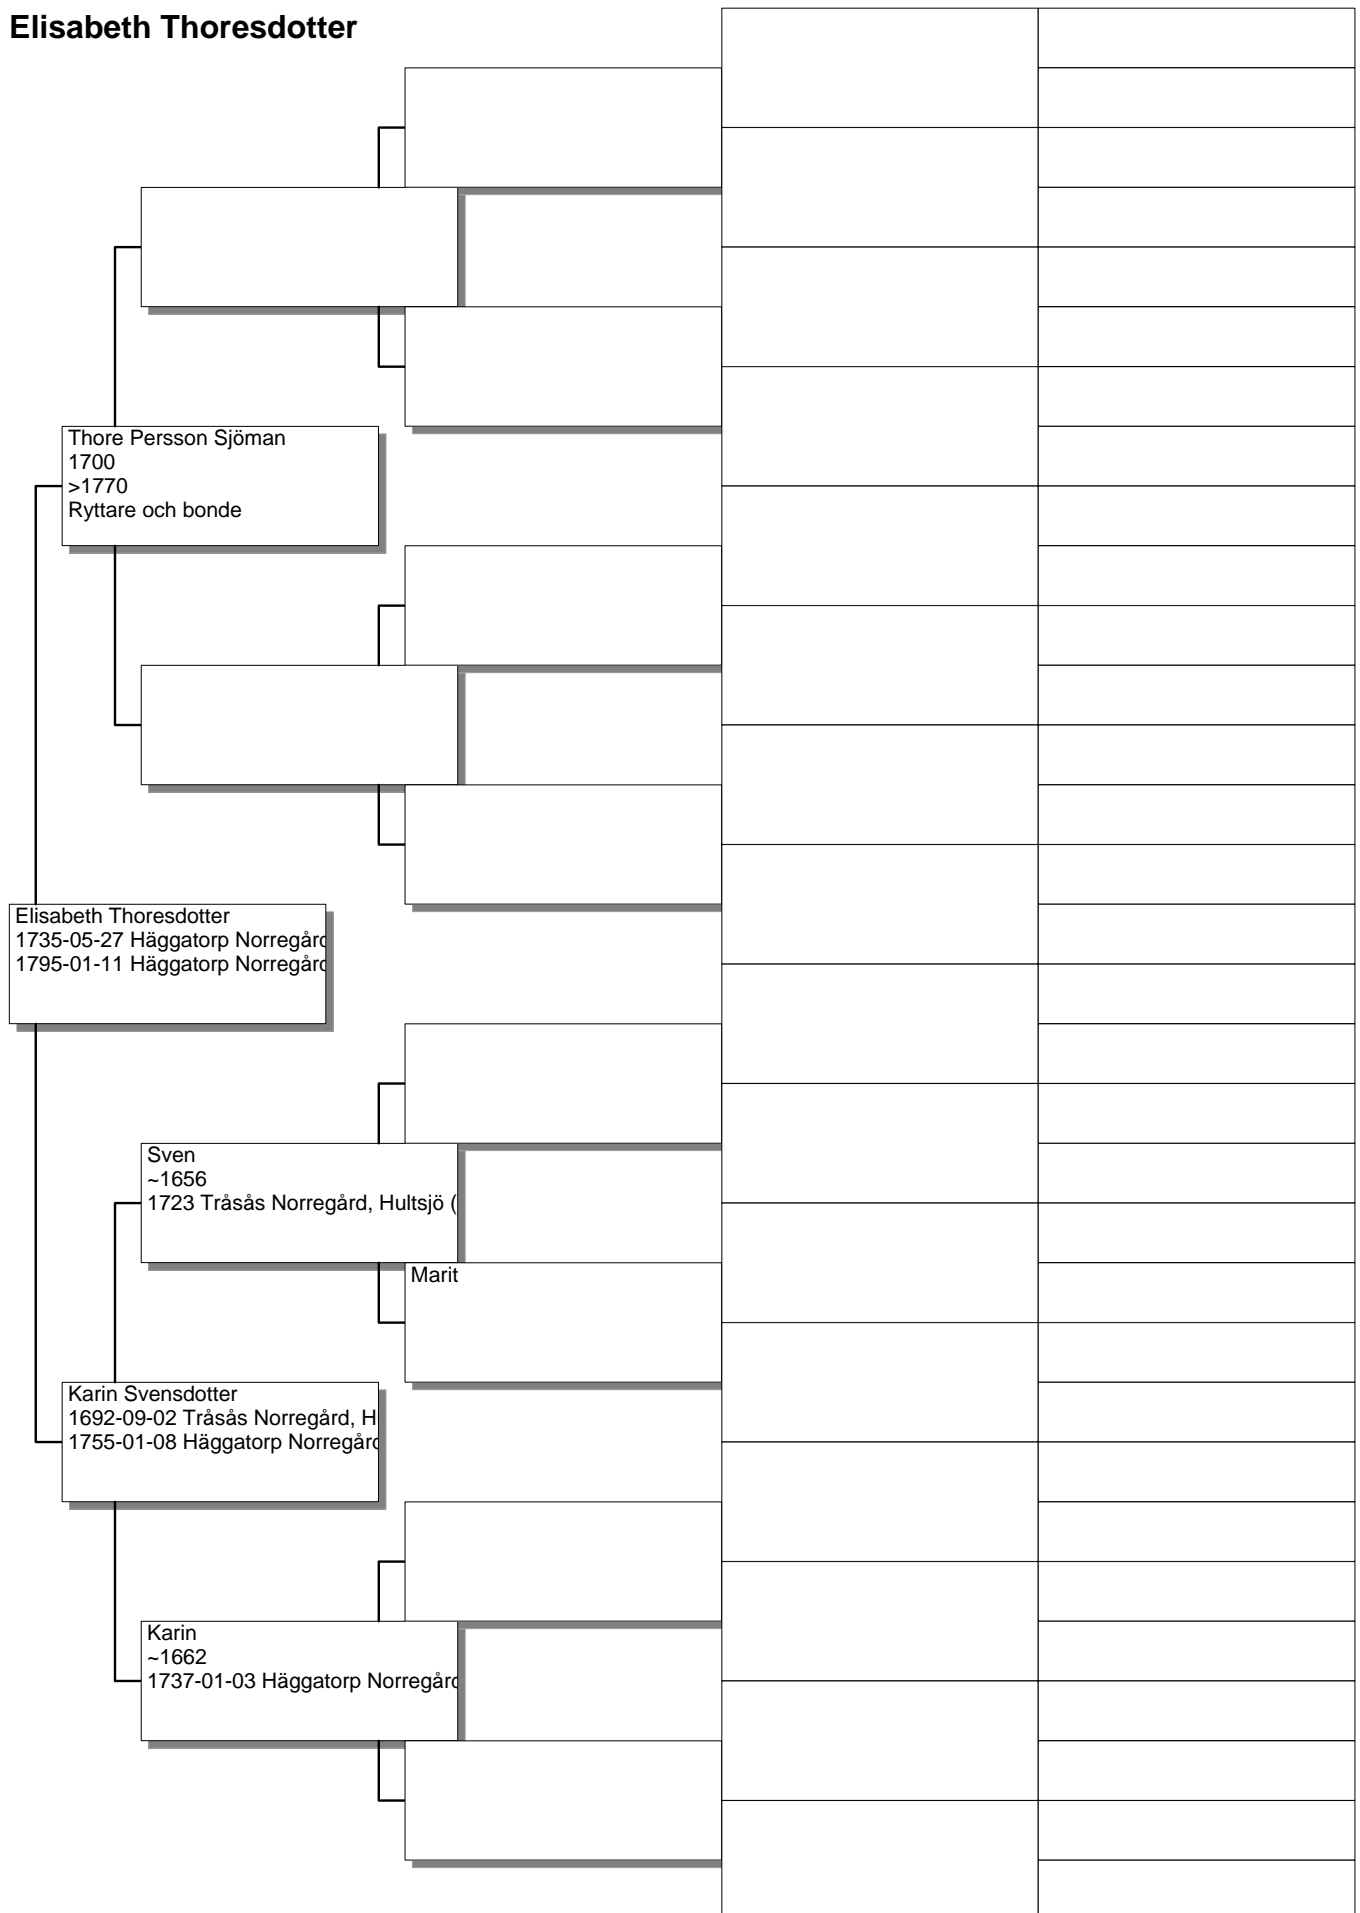 Elisabeth Thoresdotter
Thore Persson Sjöman
1700
>1770
Ryttare och bonde
Elisabeth Thoresdotter
1735-05-27 Häggatorp Norregård
1795-01-11 Häggatorp Norregård
Sven
~1656
1723 Tråsås Norregård, Hultsjö (
Marit
Karin Svensdotter
1692-09-02 Tråsås Norregård, H
1755-01-08 Häggatorp Norregård
Karin
~1662
1737-01-03 Häggatorp Norregård